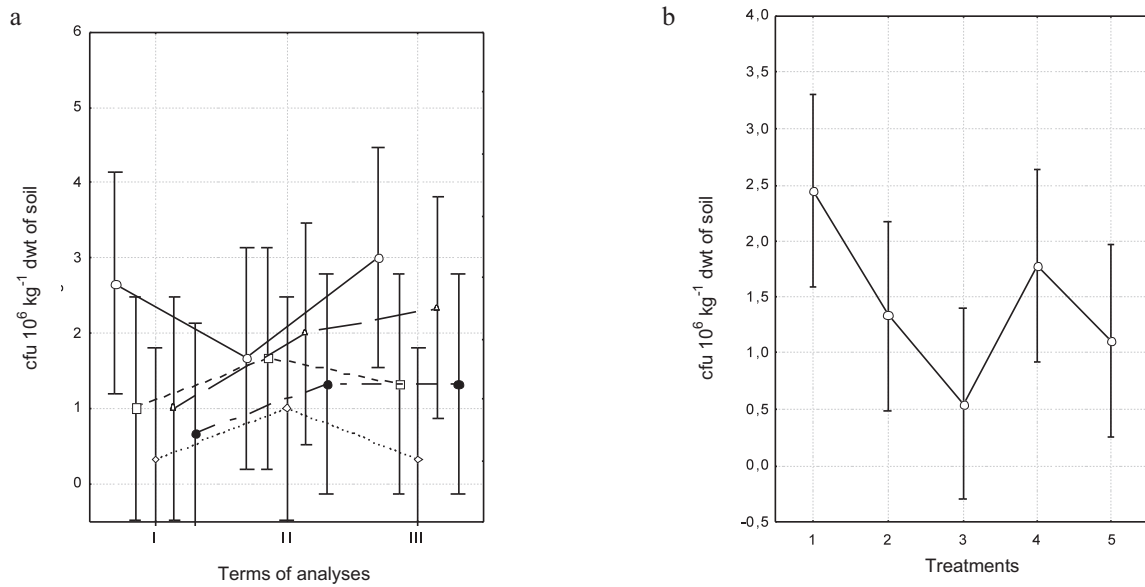 a
6
5
4
3
2
1
0
cfu 10⁶ kg⁻¹ dwt of soil
I II III
Terms of analyses
b
4,0
3,5
3,0
2,5
2,0
1,5
1,0
0,5
0,0
-0,5
cfu 10⁶ kg⁻¹ dwt of soil
1 2 3 4 5
Treatments